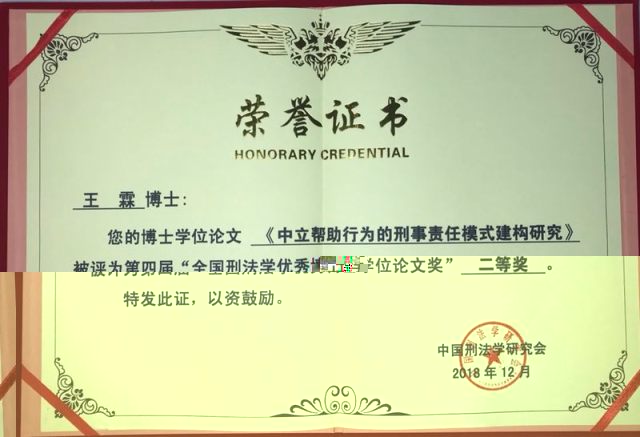 荣誉证书
HONORARY CREDENTIAL
王 霖 博士：
您的博士学位论文 《中立帮助行为的刑事责任模式建构研究》
被评为第四届“全国刑法学优秀博士学位论文奖” 二等奖 。
特发此证，以资鼓励。
中国刑法学研究会
2018 年 12 月